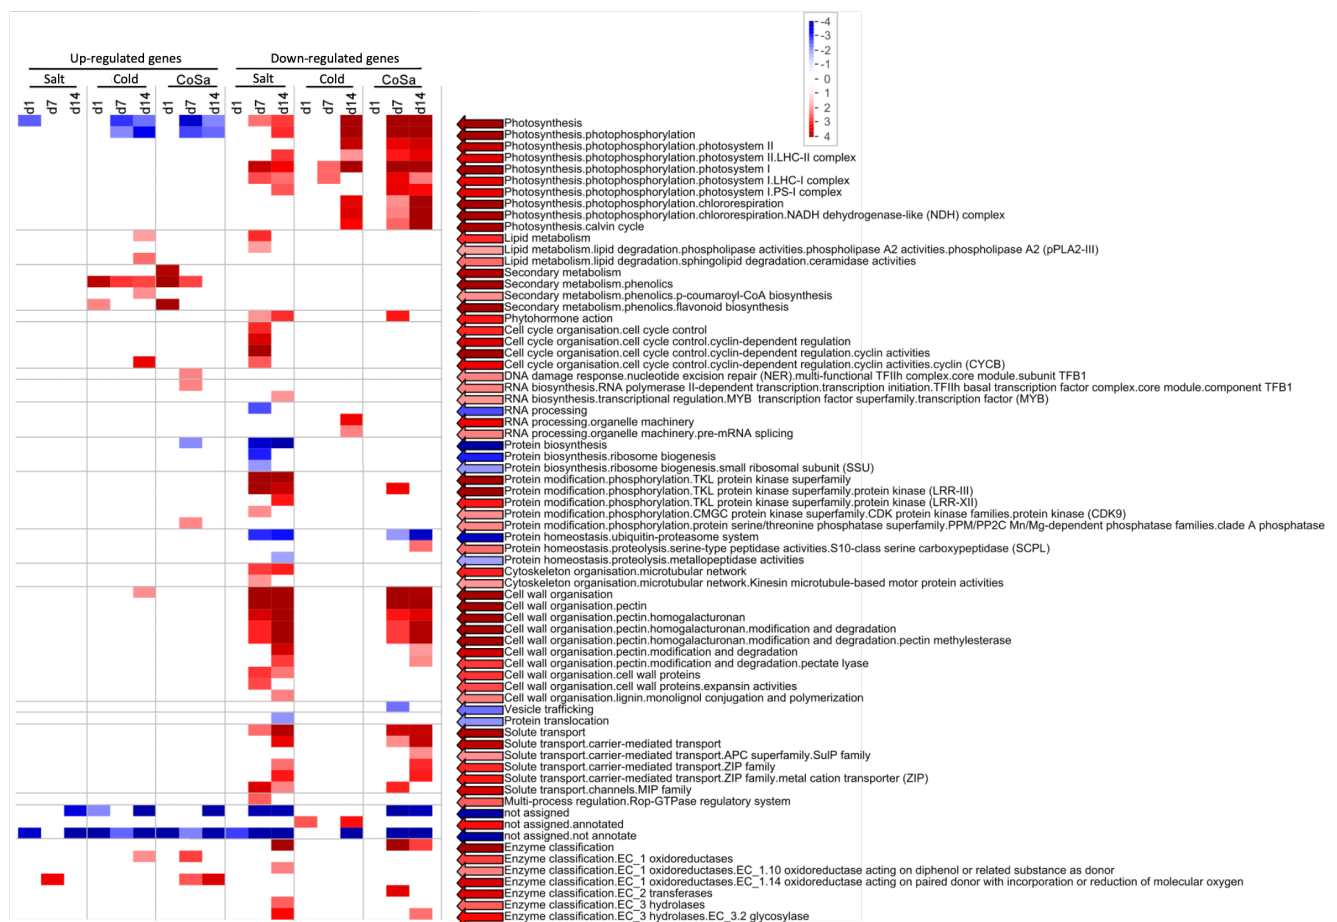 -4
-3
-2
-1
0
1
2
3
4
Up-regulated genes Down-regulated genes
Salt Cold CoSa Salt Cold CoSa
d1 d7 d14 d1 d7 d14 d1 d7 d14 d1 d7 d14 d1 d7 d14 d1 d7 d14
Photosynthesis
Photosynthesis.photophosphorylation
Photosynthesis.photophosphorylation.photosystem II
Photosynthesis.photophosphorylation.photosystem II.LHC-II complex
Photosynthesis.photophosphorylation.photosystem I
Photosynthesis.photophosphorylation.photosystem I.LHC-I complex
Photosynthesis.photophosphorylation.photosystem I.PS-I complex
Photosynthesis.photophosphorylation.chlororespiration
Photosynthesis.photophosphorylation.chlororespiration.NADH dehydrogenase-like (NDH) complex
Photosynthesis.calvin cycle
Lipid metabolism
Lipid metabolism.lipid degradation.phospholipase activities.phospholipase A2 activities.phospholipase A2 (pPLA2-III)
Lipid metabolism.lipid degradation.sphingolipid degradation.ceramidase activities
Secondary metabolism
Secondary metabolism.phenolics
Secondary metabolism.phenolics.p-coumaroyl-CoA biosynthesis
Secondary metabolism.phenolics.flavonoid biosynthesis
Phytohormone action
Cell cycle organisation.cell cycle control
Cell cycle organisation.cell cycle control.cyclin-dependent regulation
Cell cycle organisation.cell cycle control.cyclin-dependent regulation.cyclin activities
Cell cycle organisation.cell cycle control.cyclin-dependent regulation.cyclin activities.cyclin (CYCB)
DNA damage response.nucleotide excision repair (NER).multi-functional TFIIh complex.core module.subunit TFB1
RNA biosynthesis.RNA polymerase II-dependent transcription.transcription initiation.TFIIh basal transcription factor complex.core module.component TFB1
RNA biosynthesis.transcriptional regulation.MYB transcription factor superfamily.transcription factor (MYB)
RNA processing
RNA processing.organelle machinery
RNA processing.organelle machinery.pre-mRNA splicing
Protein biosynthesis
Protein biosynthesis.ribosome biogenesis
Protein biosynthesis.ribosome biogenesis.small ribosomal subunit (SSU)
Protein modification.phosphorylation.TKL protein kinase superfamily
Protein modification.phosphorylation.TKL protein kinase superfamily.protein kinase (LRR-III)
Protein modification.phosphorylation.TKL protein kinase superfamily.protein kinase (LRR-XII)
Protein modification.phosphorylation.CMGC protein kinase superfamily.CDK protein kinase families.protein kinase (CDK9)
Protein modification.phosphorylation.protein serine/threonine phosphatase superfamily.PPM/PP2C Mn/Mg-dependent phosphatase families.clade A phosphatase
Protein homeostasis.ubiquitin-proteasome system
Protein homeostasis.proteolysis.serine-type peptidase activities.S10-class serine carboxypeptidase (SCPL)
Protein homeostasis.proteolysis.metallopeptidase activities
Cytoskeleton organisation.microtubular network
Cytoskeleton organisation.microtubular network.Kinesin microtubule-based motor protein activities
Cell wall organisation
Cell wall organisation.pectin
Cell wall organisation.pectin.homogalacturonan
Cell wall organisation.pectin.homogalacturonan.modification and degradation
Cell wall organisation.pectin.homogalacturonan.modification and degradation.pectin methylesterase
Cell wall organisation.pectin.modification and degradation
Cell wall organisation.pectin.modification and degradation.pectate lyase
Cell wall organisation.cell wall proteins
Cell wall organisation.cell wall proteins.expansin activities
Cell wall organisation.lignin.monolignol conjugation and polymerization
Vesicle trafficking
Protein translocation
Solute transport
Solute transport.carrier-mediated transport
Solute transport.carrier-mediated transport.APC superfamily.SulP family
Solute transport.carrier-mediated transport.ZIP family
Solute transport.carrier-mediated transport.ZIP family.metal cation transporter (ZIP)
Solute transport.channels.MIP family
Multi-process regulation.Rop-GTPase regulatory system
not assigned
not assigned.annotated
not assigned.not annotate
Enzyme classification
Enzyme classification.EC_1 oxidoreductases
Enzyme classification.EC_1 oxidoreductases.EC_1.10 oxidoreductase acting on diphenol or related substance as donor
Enzyme classification.EC_1 oxidoreductases.EC_1.14 oxidoreductase acting on paired donor with incorporation or reduction of molecular oxygen
Enzyme classification.EC_2 transferases
Enzyme classification.EC_3 hydrolases
Enzyme classification.EC_3 hydrolases.EC_3.2 glycosylase